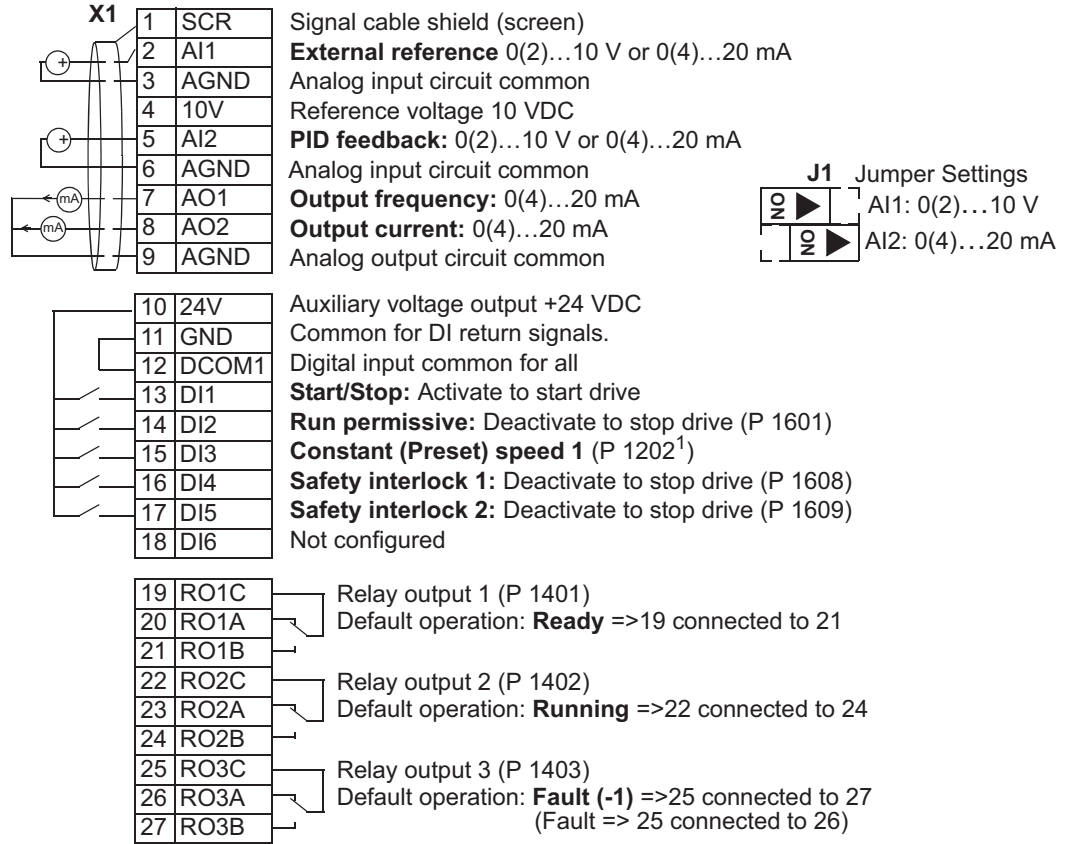 X1
1 SCR Signal cable shield (screen)
2 AI1 External reference 0(2)…10 V or 0(4)…20 mA
3 AGND Analog input circuit common
4 10V Reference voltage 10 VDC
5 AI2 PID feedback: 0(2)…10 V or 0(4)…20 mA
6 AGND Analog input circuit common
7 AO1 Output frequency: 0(4)…20 mA
8 AO2 Output current: 0(4)…20 mA
9 AGND Analog output circuit common
+
+
mA
mA
J1 Jumper Settings
ON AI1: 0(2)…10 V
ON AI2: 0(4)…20 mA
10 24V Auxiliary voltage output +24 VDC
11 GND Common for DI return signals.
12 DCOM1 Digital input common for all
13 DI1 Start/Stop: Activate to start drive
14 DI2 Run permissive: Deactivate to stop drive (P 1601)
15 DI3 Constant (Preset) speed 1 (P 1202¹)
16 DI4 Safety interlock 1: Deactivate to stop drive (P 1608)
17 DI5 Safety interlock 2: Deactivate to stop drive (P 1609)
18 DI6 Not configured
19 RO1C Relay output 1 (P 1401)
20 RO1A Default operation: Ready =>19 connected to 21
21 RO1B
22 RO2C Relay output 2 (P 1402)
23 RO2A Default operation: Running =>22 connected to 24
24 RO2B
25 RO3C Relay output 3 (P 1403)
26 RO3A Default operation: Fault (-1) =>25 connected to 27
27 RO3B (Fault => 25 connected to 26)